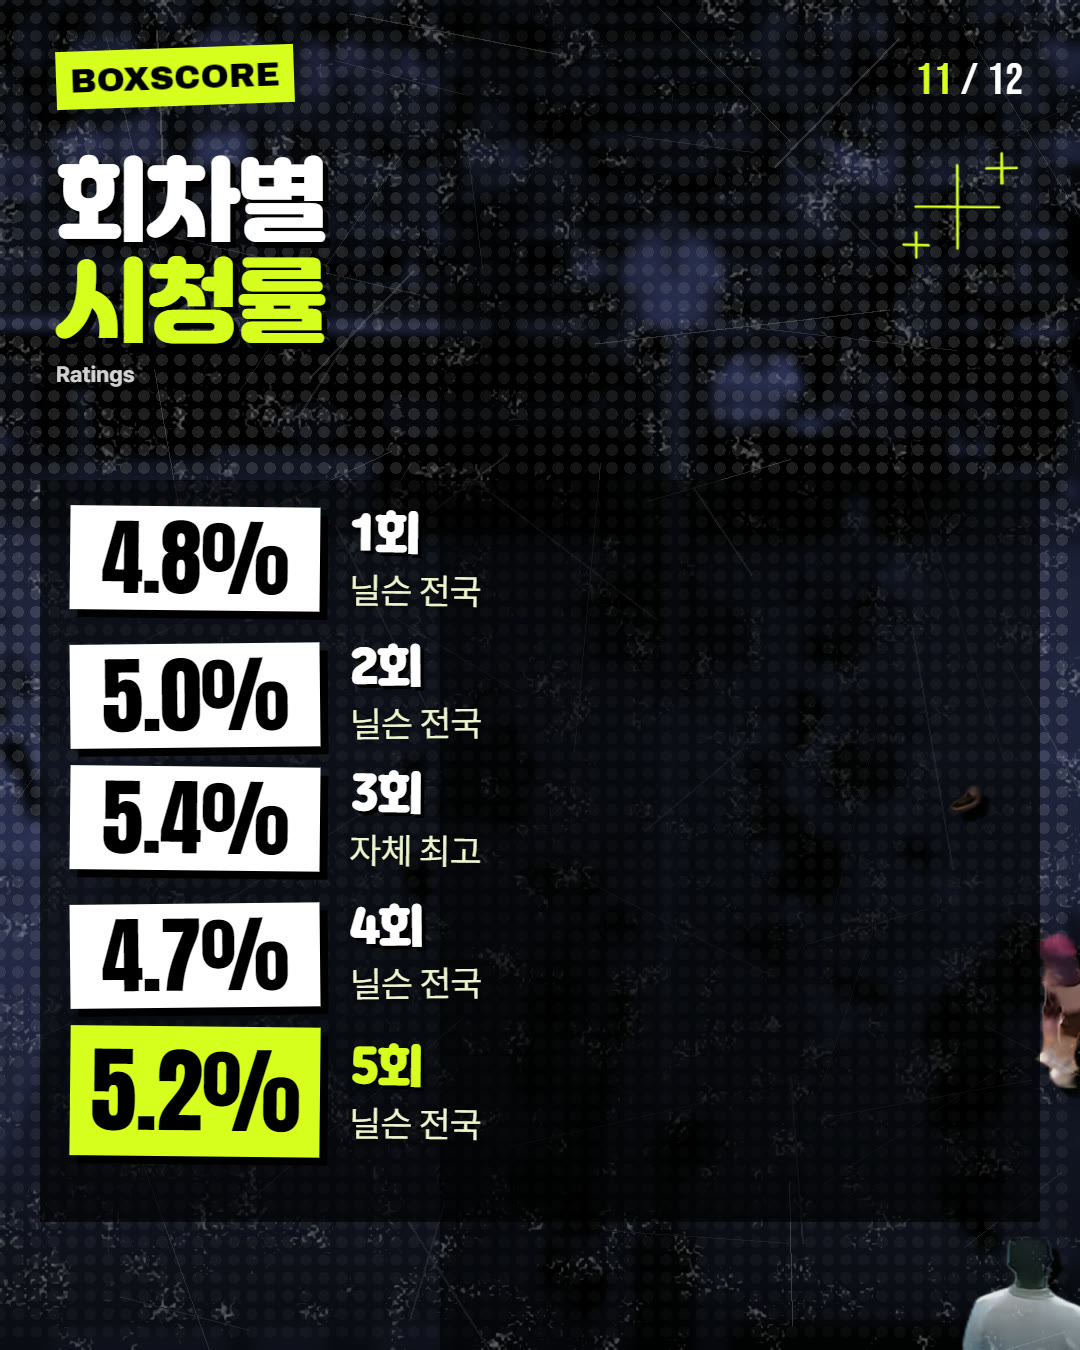 BOXSCORE
11 / 12
회차별
시청률
Ratings
4.8%
1회
닐슨 전국
5.0%
2회
닐슨 전국
5.4%
3회
자체 최고
4.7%
4회
닐슨 전국
5.2%
5회
닐슨 전국